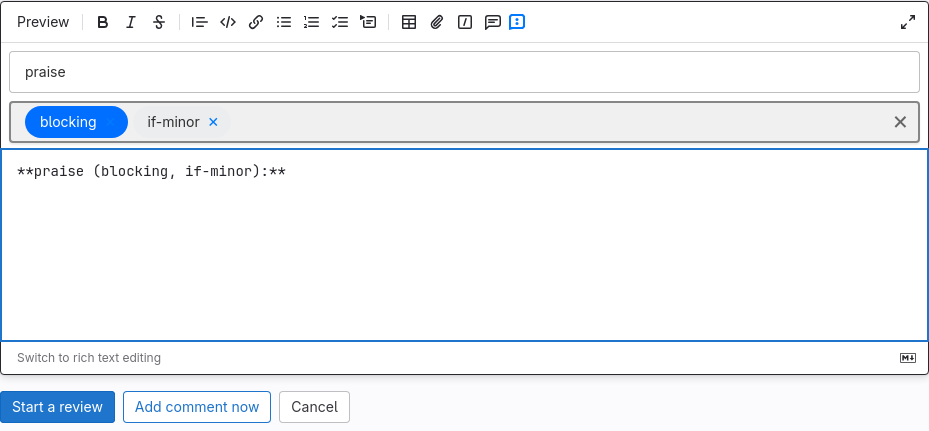 Preview
praise
blocking
if-minor
**praise (blocking, if-minor):**
Switch to rich text editing
Start a review
Add comment now
Cancel